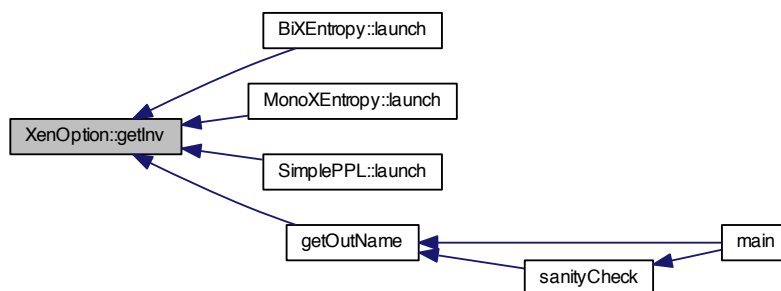 BiXEntropy::launch
MonoXEntropy::launch
XenOption::getInv
SimplePPL::launch
getOutName
main
sanityCheck